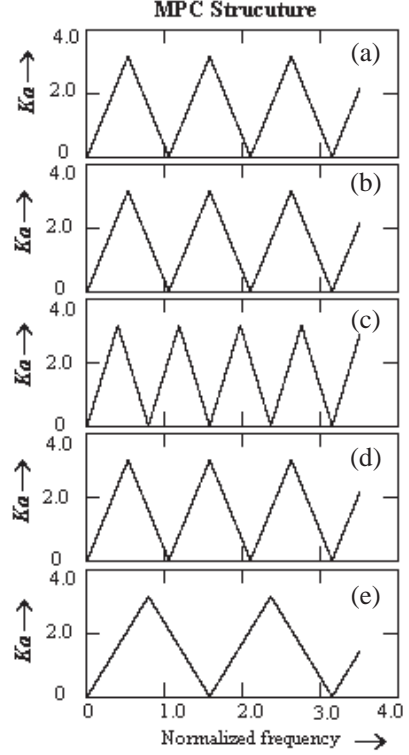 MPC Strucuture
4.0 (a)
Ka → 2.0
0
4.0 (b)
Ka → 2.0
0
4.0 (c)
Ka → 2.0
0
4.0 (d)
Ka → 2.0
0
4.0 (e)
Ka → 2.0
0
0 1.0 2.0 3.0 4.0
Normalized frequency →